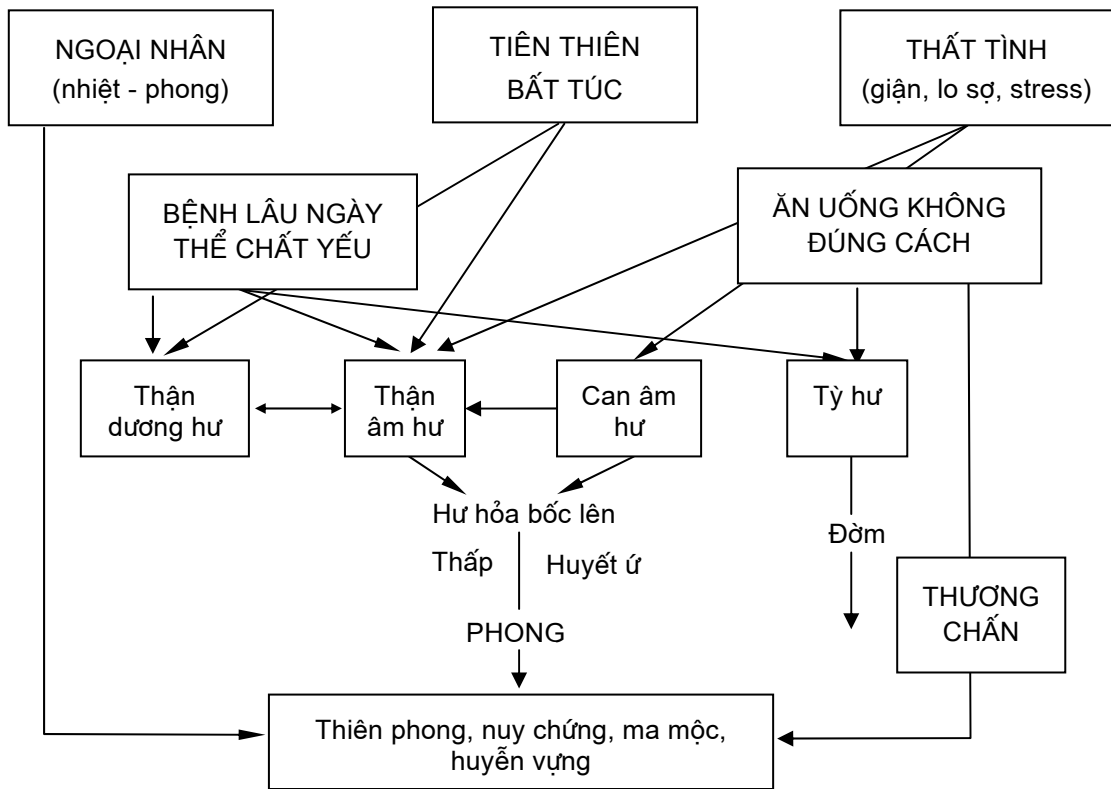 NGOẠI NHÂN
(nhiệt - phong)
TIÊN THIÊN
BẤT TÚC
THẤT TÌNH
(giận, lo sợ, stress)
BỆNH LÂU NGÀY
THỂ CHẤT YẾU
ĂN UỐNG KHÔNG
ĐÚNG CÁCH
Thận
dương hư
Thận
âm hư
Can âm
hư
Tỳ hư
Hư hỏa bốc lên
Thấp
Huyết ứ
Đờm
PHONG
THƯƠNG
CHẤN
Thiên phong, nuy chứng, ma mộc,
huyễn vựng